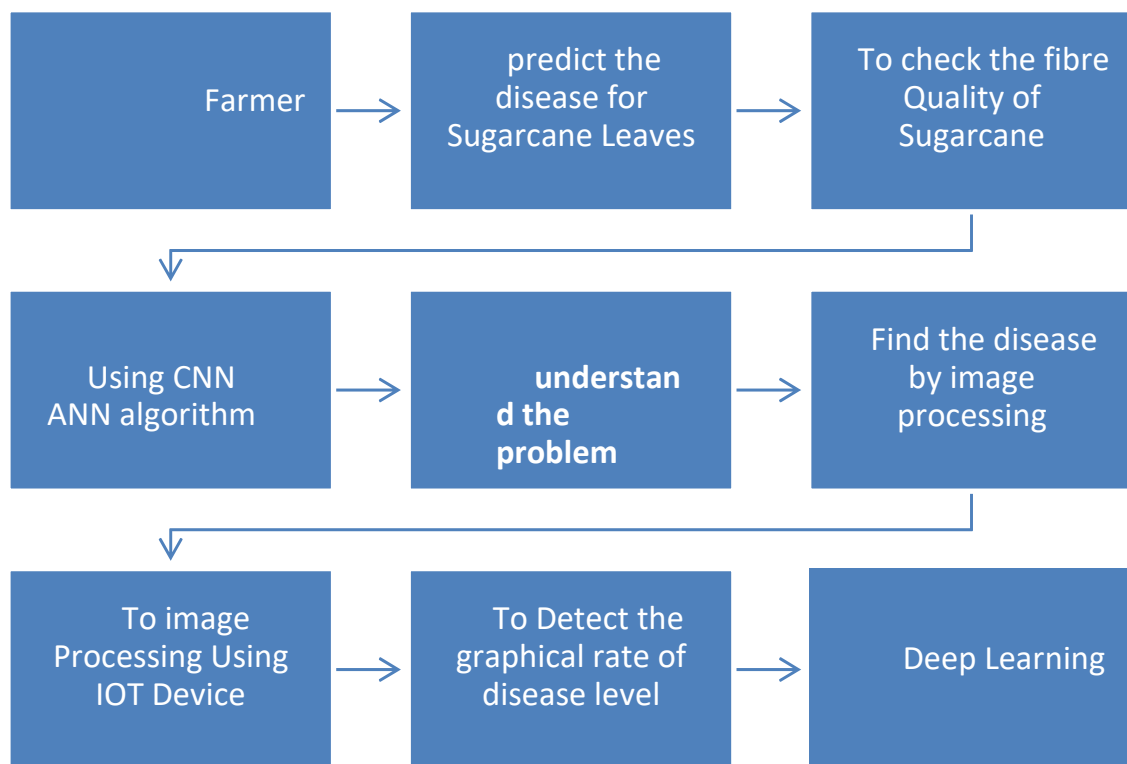 Farmer
predict the
disease for
Sugarcane Leaves
To check the fibre
Quality of
Sugarcane
Using CNN
ANN algorithm
understan
d the
problem
Find the disease
by image
processing
To image
Processing Using
IOT Device
To Detect the
graphical rate of
disease level
Deep Learning